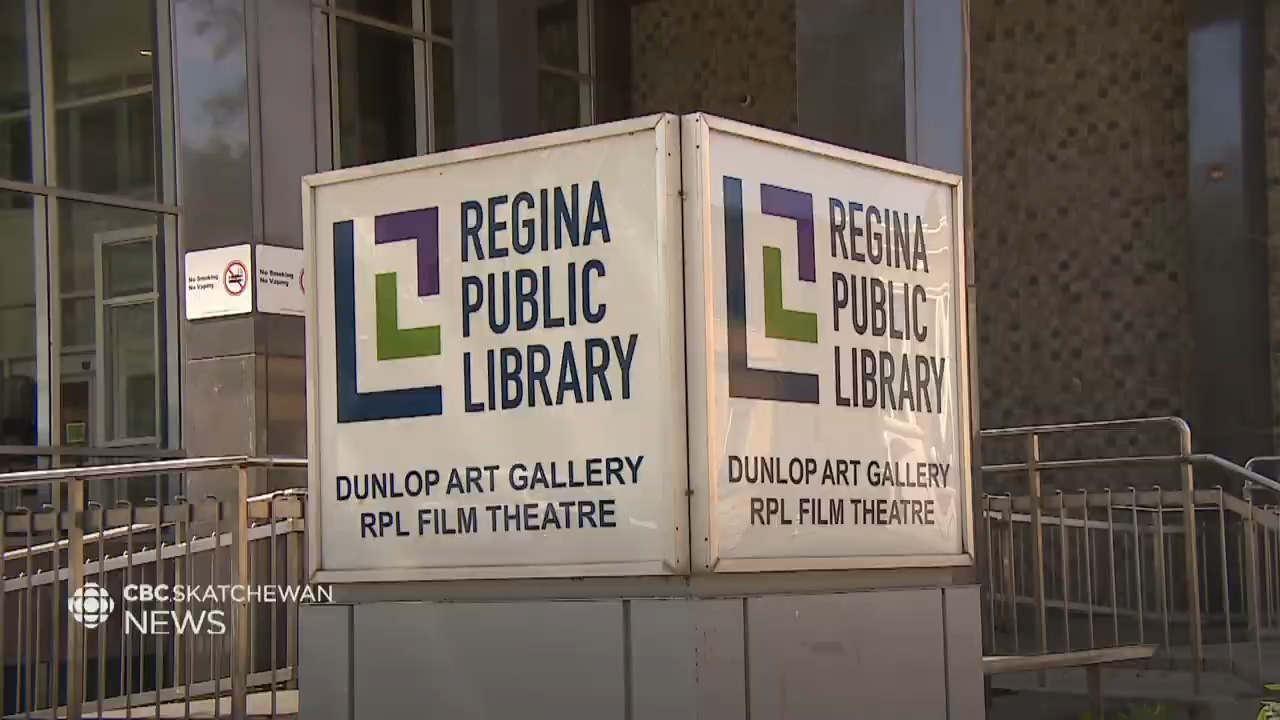 No Smoking
No Vaping
No Smoking
No Vaping
REGINA
PUBLIC
LIBRARY
DUNLOP ART GALLERY
RPL FILM THEATRE
REGINA
PUBLIC
LIBRARY
DUNLOP ART GALLERY
RPL FILM THEATRE
CBC SASKATCHEWAN
NEWS